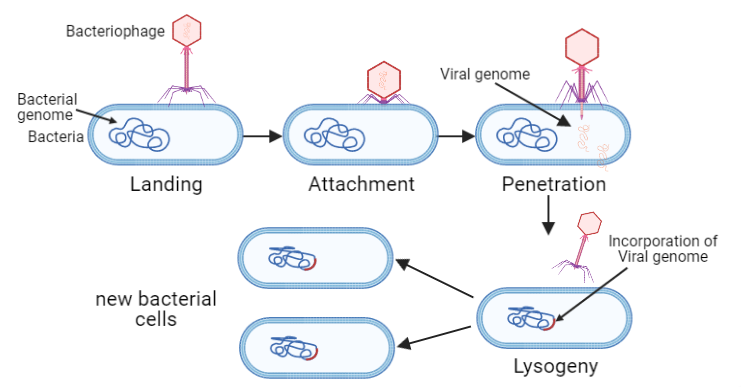 Bacteriophage
Bacterial
genome
Bacteria
Viral genome
Landing
Attachment
Penetration
Incorporation of
Viral genome
new bacterial
cells
Lysogeny